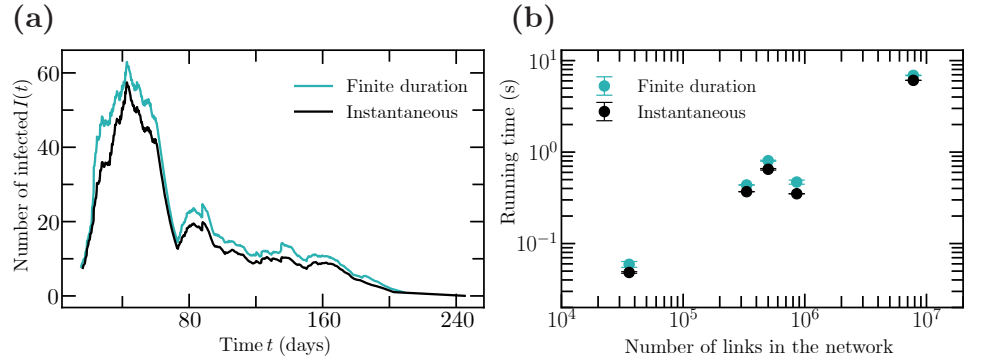 (a)
Number of infected I(t)
60
40
20
0
80
160
240
Time t (days)
Finite duration
Instantaneous
(b)
Running time (s)
10^1
10^0
10^−1
10^4
10^5
10^6
10^7
Number of links in the network
Finite duration
Instantaneous